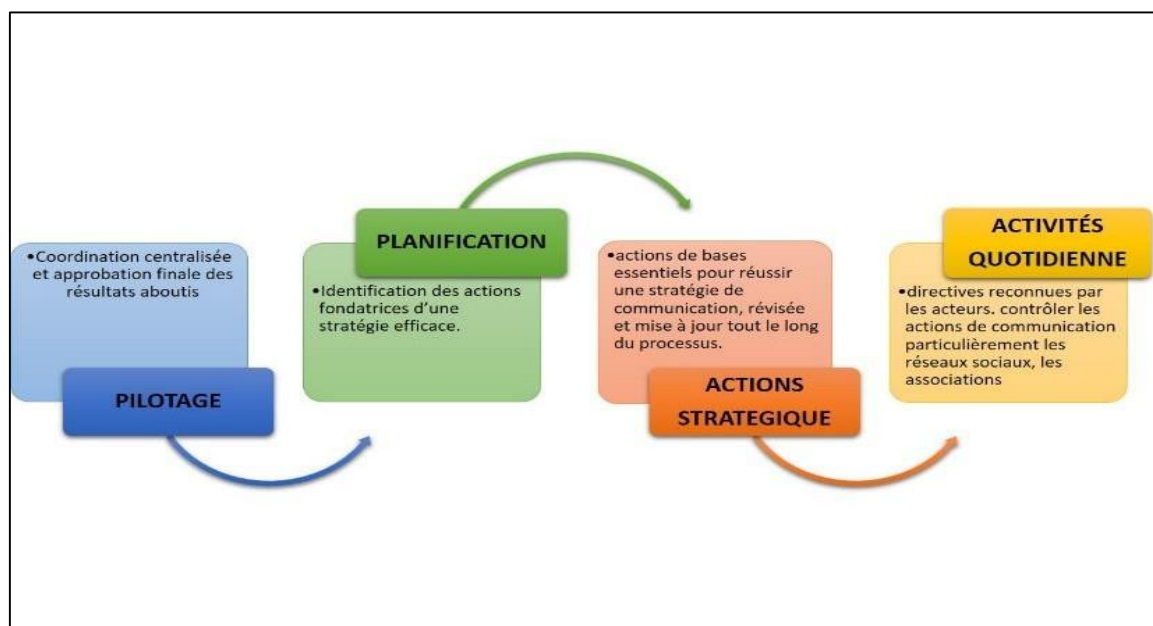 •Coordination centralisée
et approbation finale des
résultats aboutis
PILOTAGE
PLANIFICATION
•Identification des actions
fondatrices d’une
stratégie efficace.
•actions de bases
essentiels pour réussir
une stratégie de
communication, révisée
et mise à jour tout le long
du processus.
ACTIONS
STRATEGIQUE
ACTIVITÉS
QUOTIDIENNE
•directives reconnues par
les acteurs. contrôler les
actions de communication
particulièrement les
réseaux sociaux, les
associations